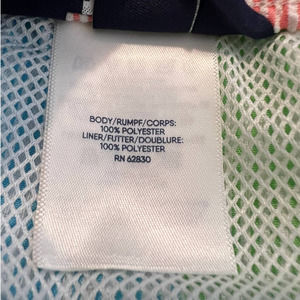 BODY/RUMPF/CORPS:
100% POLYESTER
LINER/FUTTER/DOUBLURE:
100% POLYESTER
RN 62830